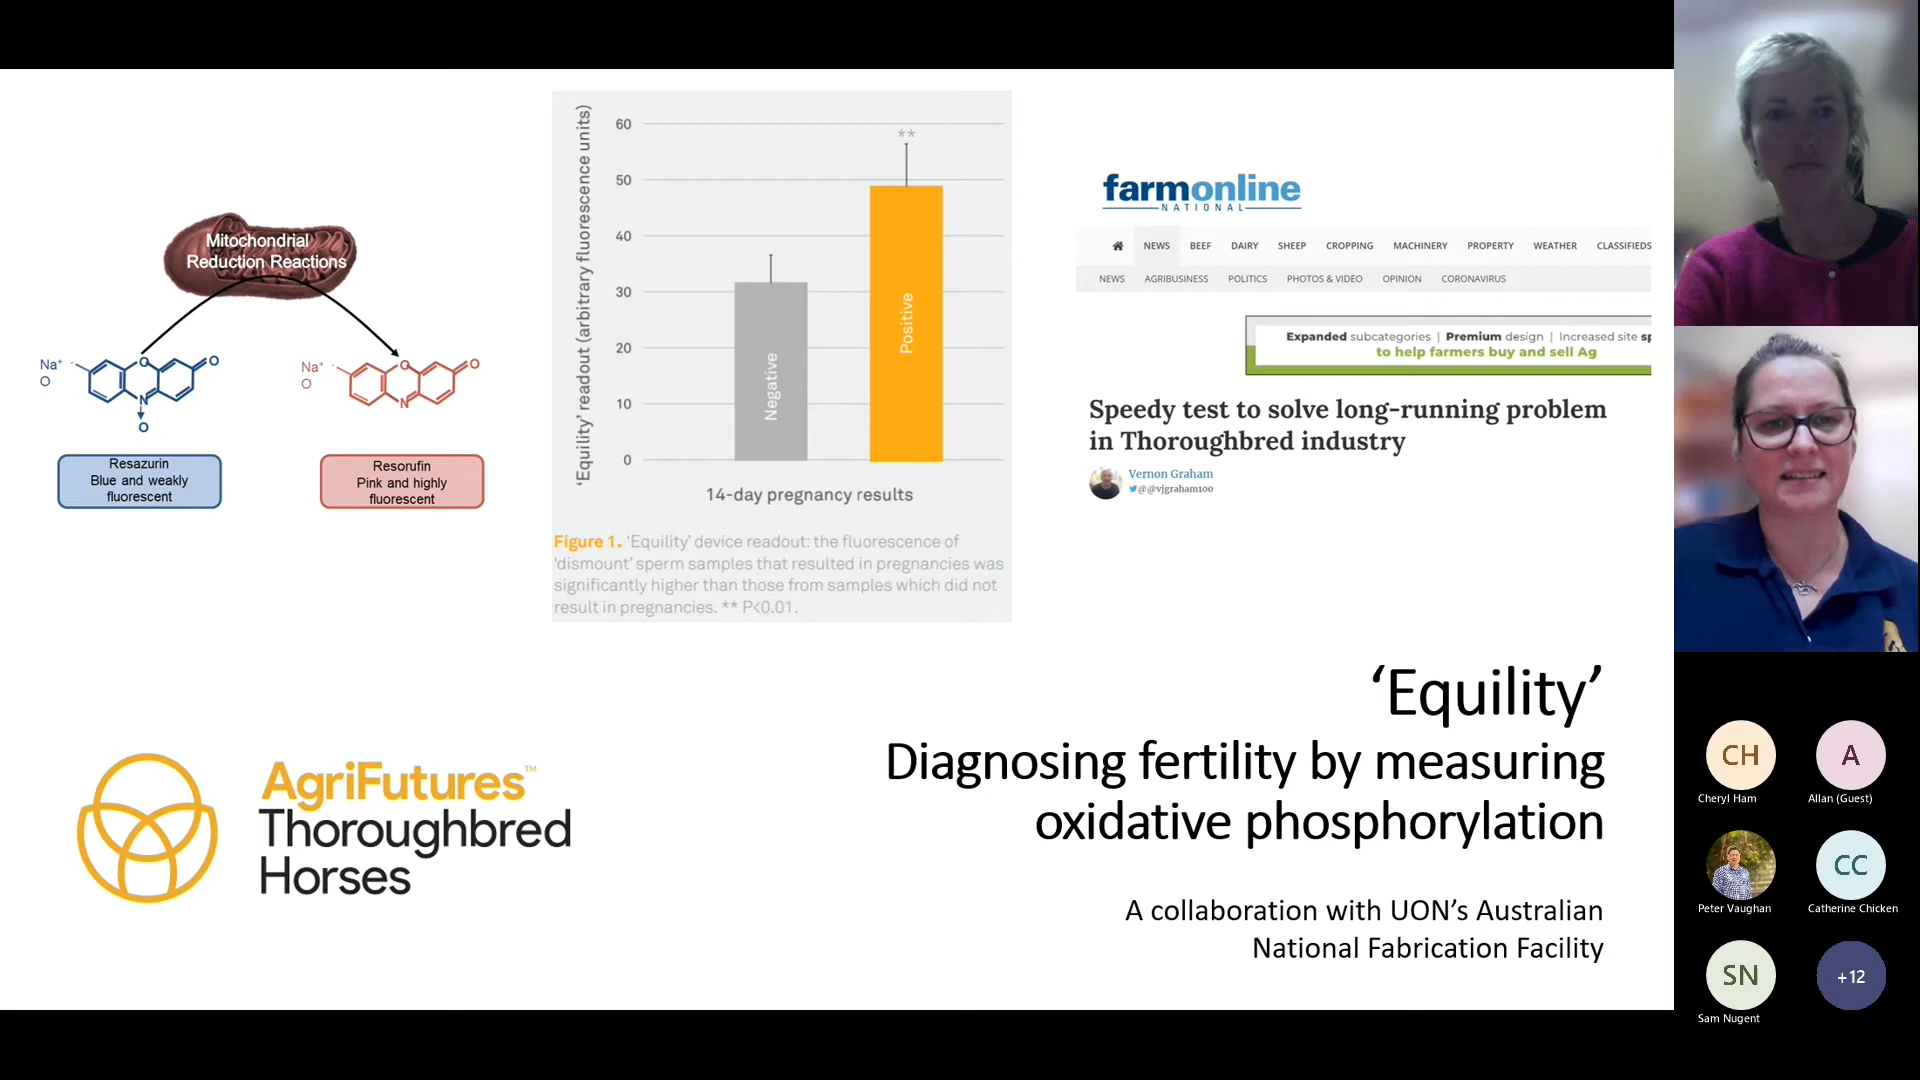 Mitochondrial
Reduction Reactions
Na⁺ -
O
O
O
N
O
Na⁺ -
O
O
O
N
Resazurin
Blue and weakly
fluorescent
Resorufin
Pink and highly
fluorescent
'Equility' readout (arbitrary fluorescence units)
60
50
40
30
20
10
0
**
Negative
Positive
14-day pregnancy results
Figure 1. 'Equility' device readout: the fluorescence of
'dismount' sperm samples that resulted in pregnancies was
significantly higher than those from samples which did not
result in pregnancies. ** P<0.01.
farmonline
NATIONAL
NEWS BEEF DAIRY SHEEP CROPPING MACHINERY PROPERTY WEATHER CLASSIFIEDS
NEWS AGRIBUSINESS POLITICS PHOTOS & VIDEO OPINION CORONAVIRUS
Expanded subcategories | Premium design | Increased site sp
to help farmers buy and sell Ag
Speedy test to solve long-running problem
in Thoroughbred industry
Vernon Graham
@@vjgraham100
'Equility'
Diagnosing fertility by measuring
oxidative phosphorylation
A collaboration with UON's Australian
National Fabrication Facility
AgriFutures™
Thoroughbred
Horses
CH
Cheryl Ham
A
Allan (Guest)
Peter Vaughan
CC
Catherine Chicken
SN
Sam Nugent
+12